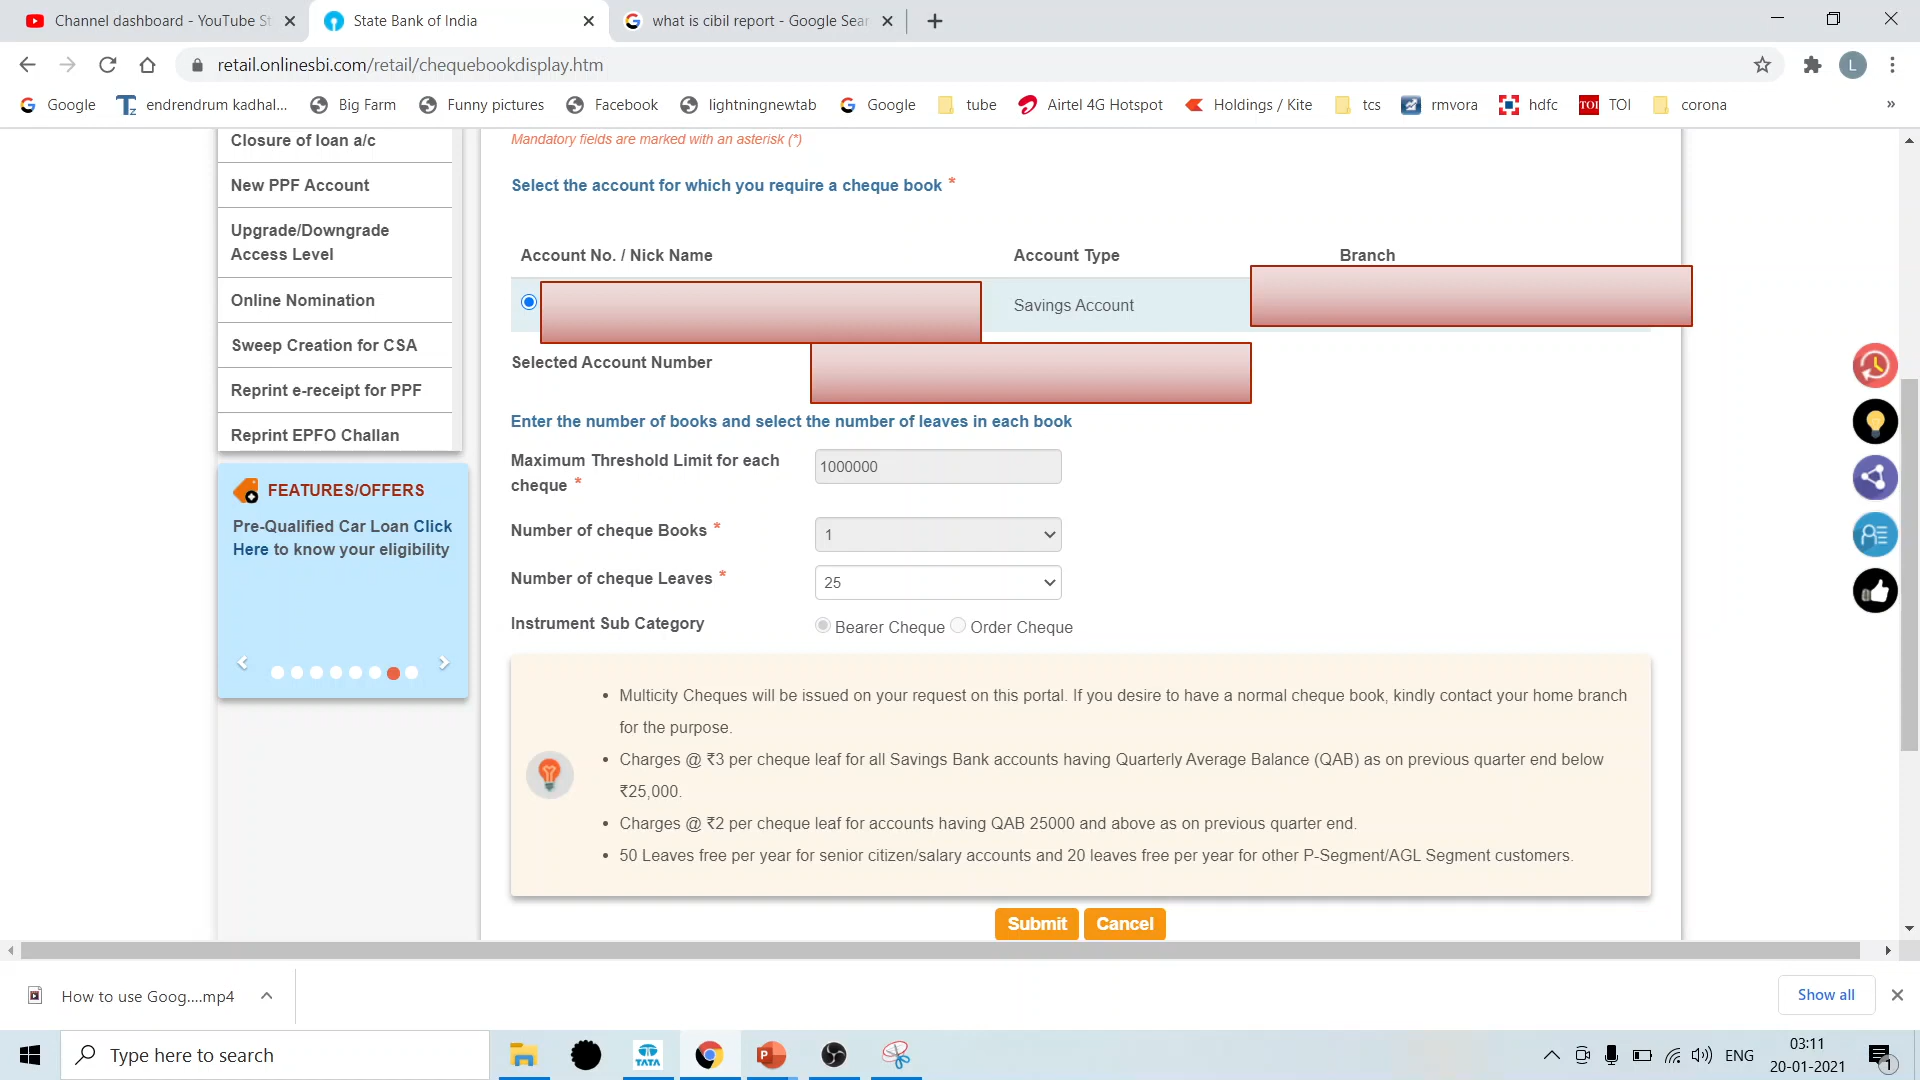 Channel dashboard - YouTube St
State Bank of India
what is cibil report - Google Sear
retail.onlinesbi.com/retail/chequebookdisplay.htm
L
Google
Tz
endrendrum kadhal...
Big Farm
Funny pictures
Facebook
lightningnewtab
Google
tube
Airtel 4G Hotspot
Holdings / Kite
tcs
rmvora
hdfc
TOI
TOI
corona
»
Closure of loan a/c
New PPF Account
Upgrade/Downgrade
Access Level
Online Nomination
Sweep Creation for CSA
Reprint e-receipt for PPF
Reprint EPFO Challan
FEATURES/OFFERS
Pre-Qualified Car Loan Click
Here to know your eligibility
Mandatory fields are marked with an asterisk (*)
Select the account for which you require a cheque book *
Account No. / Nick Name
Account Type
Branch
Savings Account
Selected Account Number
Enter the number of books and select the number of leaves in each book
Maximum Threshold Limit for each
cheque *
1000000
Number of cheque Books *
1
Number of cheque Leaves *
25
Instrument Sub Category
Bearer Cheque
Order Cheque
• Multicity Cheques will be issued on your request on this portal. If you desire to have a normal cheque book, kindly contact your home branch
for the purpose.
• Charges @ ₹3 per cheque leaf for all Savings Bank accounts having Quarterly Average Balance (QAB) as on previous quarter end below
₹25,000.
• Charges @ ₹2 per cheque leaf for accounts having QAB 25000 and above as on previous quarter end.
• 50 Leaves free per year for senior citizen/salary accounts and 20 leaves free per year for other P-Segment/AGL Segment customers.
Submit
Cancel
How to use Goog....mp4
Show all
Type here to search
TATA
P
ENG
03:11
20-01-2021
1